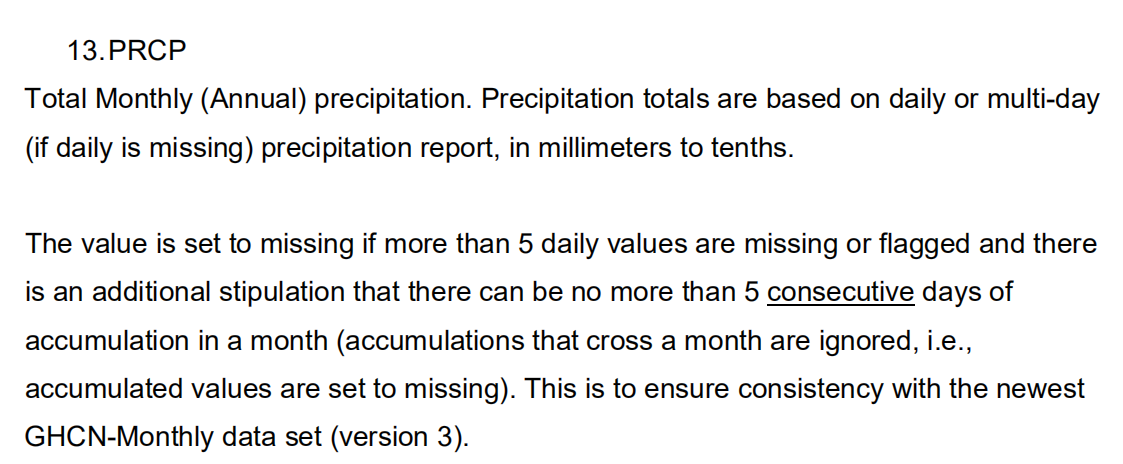 13.PRCP
Total Monthly (Annual) precipitation. Precipitation totals are based on daily or multi-day
(if daily is missing) precipitation report, in millimeters to tenths.
The value is set to missing if more than 5 daily values are missing or flagged and there
is an additional stipulation that there can be no more than 5 consecutive days of
accumulation in a month (accumulations that cross a month are ignored, i.e.,
accumulated values are set to missing). This is to ensure consistency with the newest
GHCN-Monthly data set (version 3).